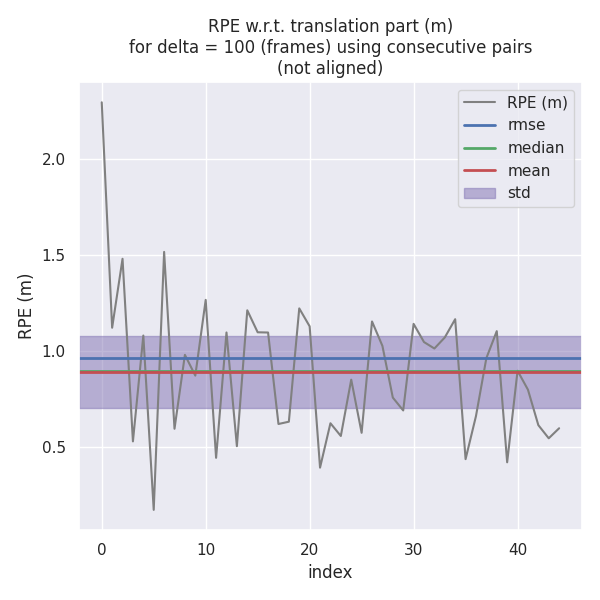 RPE w.r.t. translation part (m)
for delta = 100 (frames) using consecutive pairs
(not aligned)
RPE (m)
rmse
median
mean
std
RPE (m)
2.0
1.5
1.0
0.5
0
10
20
30
40
index